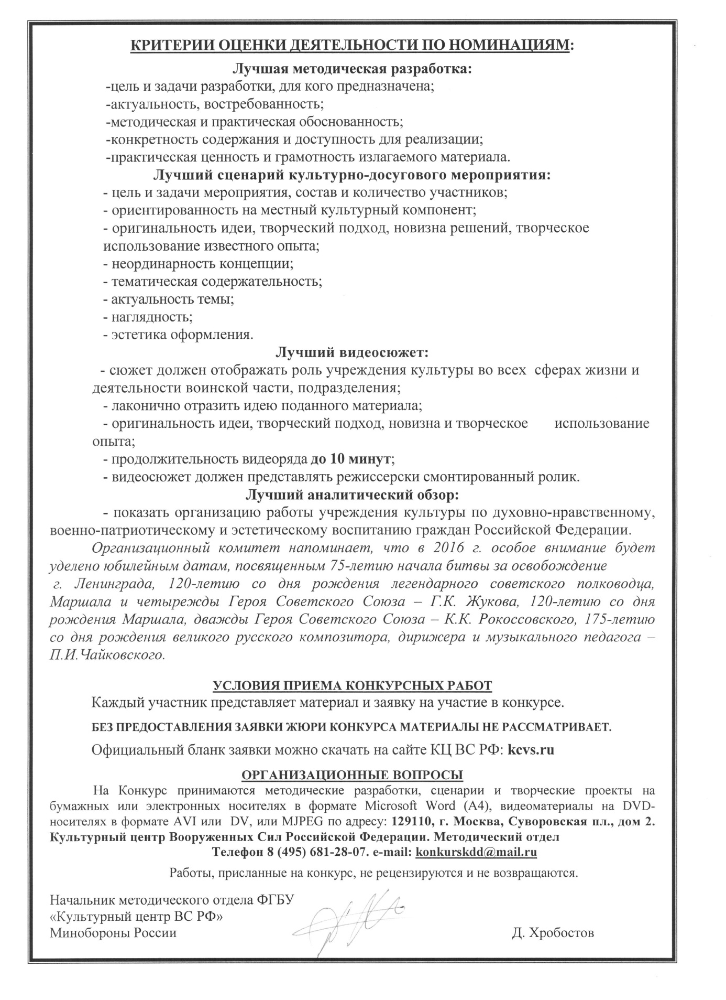 КРИТЕРИИ ОЦЕНКИ ДЕЯТЕЛЬНОСТИ ПО НОМИНАЦИЯМ:
Лучшая методическая разработка:
-цель и задачи разработки, для кого предназначена;
-актуальность, востребованность;
-методическая и практическая обоснованность;
-конкретность содержания и доступность для реализации;
-практическая ценность и грамотность излагаемого материала.
Лучший сценарий культурно-досугового мероприятия:
- цель и задачи мероприятия, состав и количество участников;
- ориентированность на местный культурный компонент;
- оригинальность идеи, творческий подход, новизна решений, творческое
использование известного опыта;
- неординарность концепции;
- тематическая содержательность;
- актуальность темы;
- наглядность;
- эстетика оформления.
Лучший видеосюжет:
- сюжет должен отображать роль учреждения культуры во всех сферах жизни и
деятельности воинской части, подразделения;
- лаконично отразить идею поданного материала;
- оригинальность идеи, творческий подход, новизна и творческое использование
опыта;
- продолжительность видеоряда до 10 минут;
- видеосюжет должен представлять режиссерски смонтированный ролик.
Лучший аналитический обзор:
- показать организацию работы учреждения культуры по духовно-нравственному,
военно-патриотическому и эстетическому воспитанию граждан Российской Федерации.
Организационный комитет напоминает, что в 2016 г. особое внимание будет
уделено юбилейным датам, посвященным 75-летию начала битвы за освобождение
г. Ленинграда, 120-летию со дня рождения легендарного советского полководца,
Маршала и четырежды Героя Советского Союза – Г.К. Жукова, 120-летию со дня
рождения Маршала, дважды Героя Советского Союза – К.К. Рокоссовского, 175-летию
со дня рождения великого русского композитора, дирижера и музыкального педагога –
П.И.Чайковского.
УСЛОВИЯ ПРИЕМА КОНКУРСНЫХ РАБОТ
Каждый участник представляет материал и заявку на участие в конкурсе.
БЕЗ ПРЕДОСТАВЛЕНИЯ ЗАЯВКИ ЖЮРИ КОНКУРСА МАТЕРИАЛЫ НЕ РАССМАТРИВАЕТ.
Официальный бланк заявки можно скачать на сайте КЦ ВС РФ: kcvs.ru
ОРГАНИЗАЦИОННЫЕ ВОПРОСЫ
На Конкурс принимаются методические разработки, сценарии и творческие проекты на
бумажных или электронных носителях в формате Microsoft Word (A4), видеоматериалы на DVD-
носителях в формате AVI или DV, или MJPEG по адресу: 129110, г. Москва, Суворовская пл., дом 2.
Культурный центр Вооруженных Сил Российской Федерации. Методический отдел
Телефон 8 (495) 681-28-07. e-mail: konkurskdd@mail.ru
Работы, присланные на конкурс, не рецензируются и не возвращаются.
Начальник методического отдела ФГБУ
«Культурный центр ВС РФ»
Минобороны России Д. Хробостов